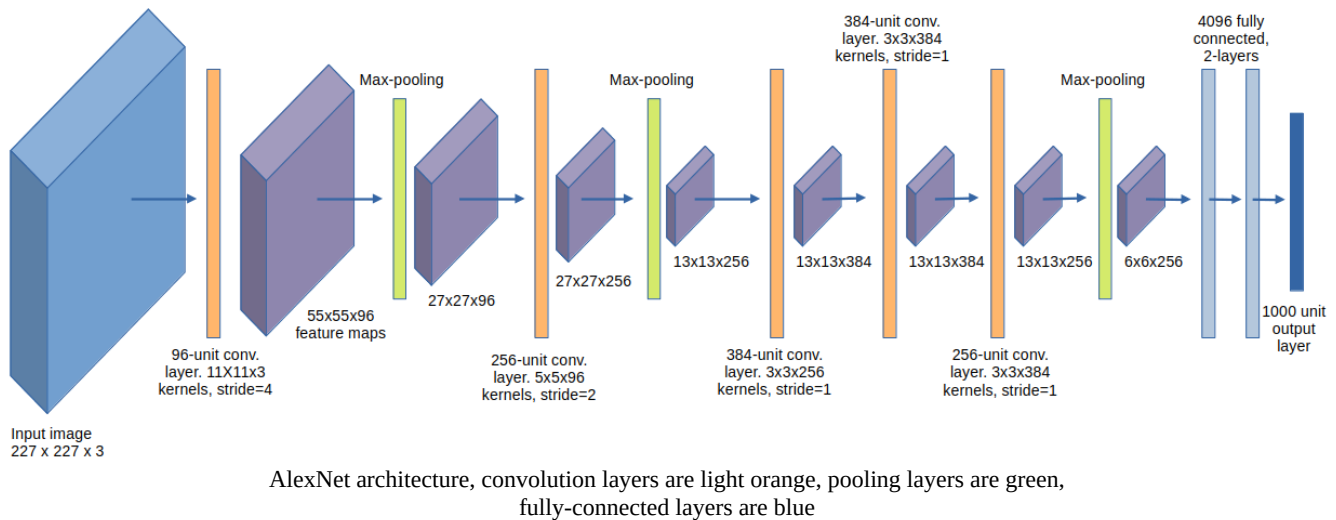 384-unit conv.
layer. 3x3x384
kernels, stride=1
4096 fully
connected,
2-layers
Max-pooling
Max-pooling
Max-pooling
55x55x96
feature maps
27x27x96
27x27x256
13x13x256
13x13x384
13x13x384
13x13x256
6x6x256
1000 unit
output
layer
96-unit conv.
layer. 11X11x3
kernels, stride=4
256-unit conv.
layer. 5x5x96
kernels, stride=2
384-unit conv.
layer. 3x3x256
kernels, stride=1
256-unit conv.
layer. 3x3x384
kernels, stride=1
Input image
227 x 227 x 3
AlexNet architecture, convolution layers are light orange, pooling layers are green,
fully-connected layers are blue